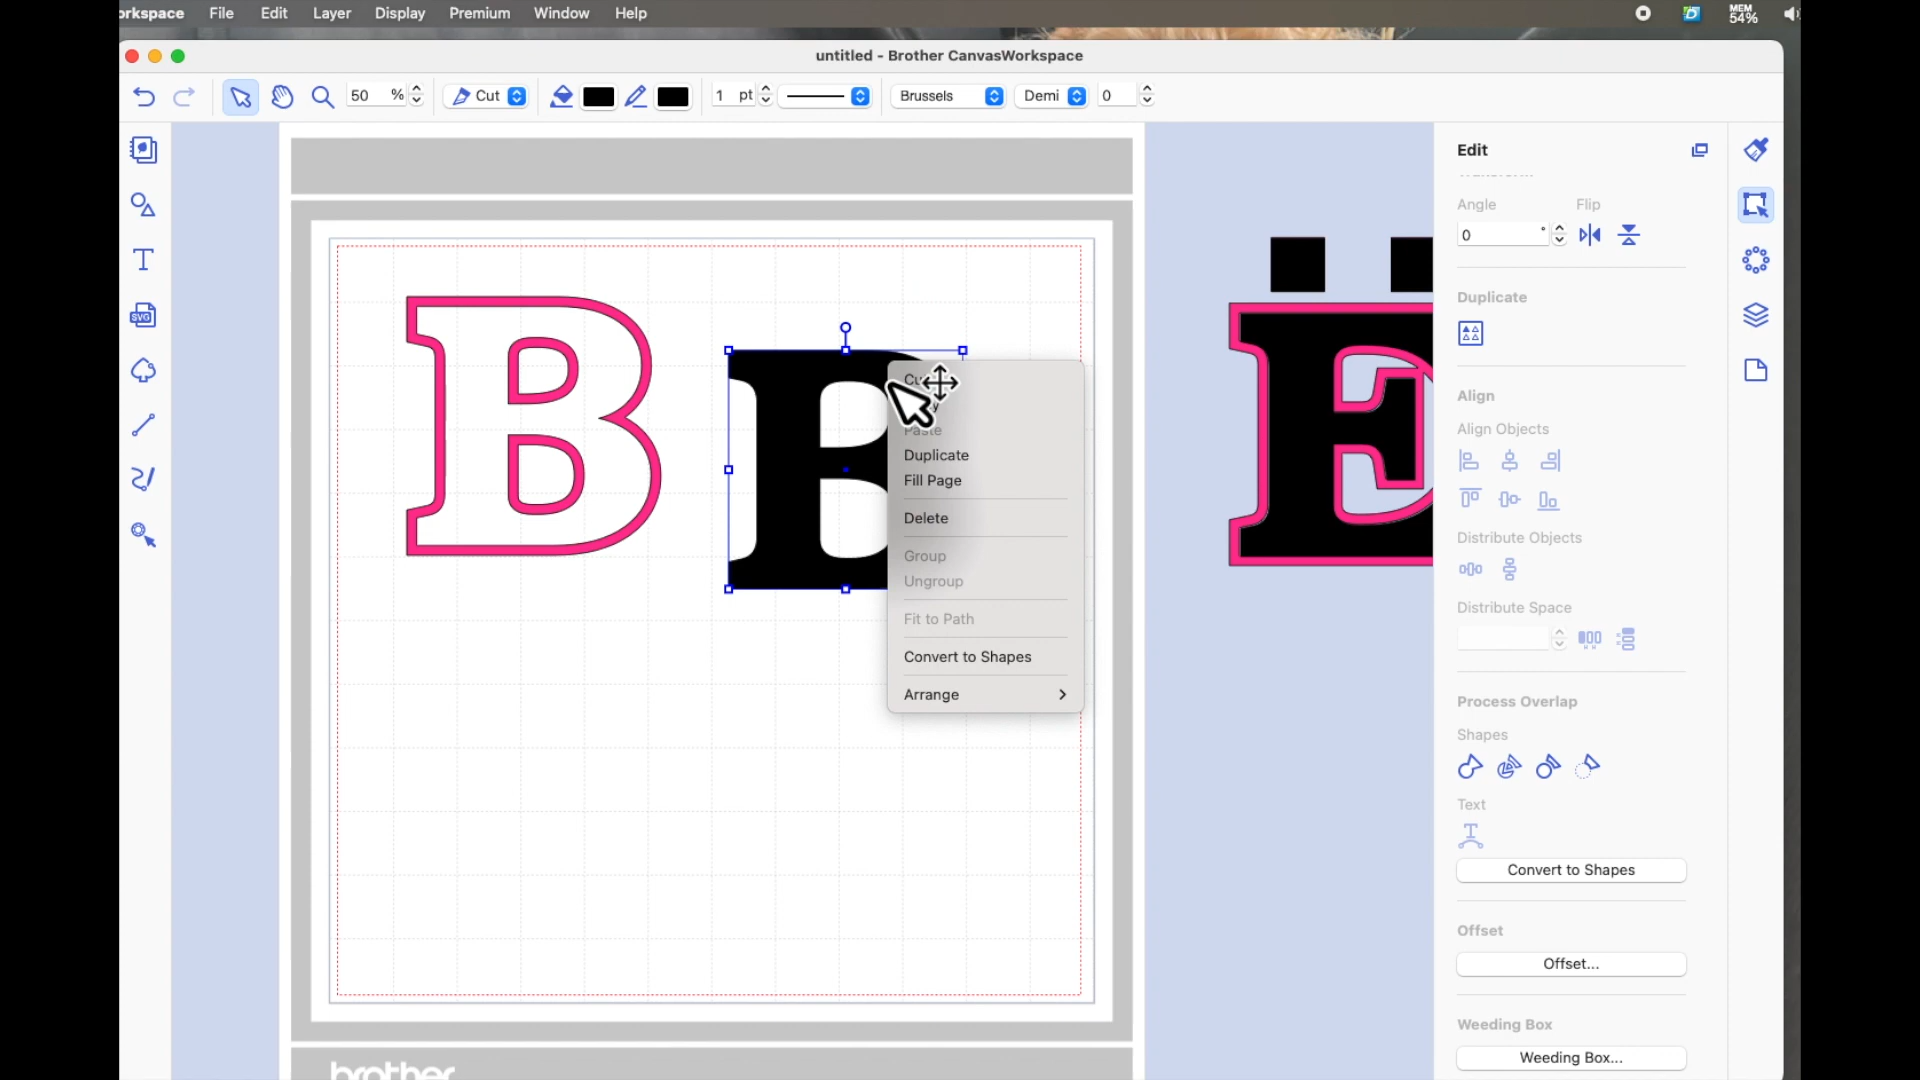 orkspace File Edit Layer Display Premium Window Help MEM 54%
untitled - Brother CanvasWorkspace
50 % Cut 1 pt Brussels Demi 0
Edit
Angle Flip
0 °
Duplicate
Align
Align Objects
Distribute Objects
Distribute Space
Process Overlap
Shapes
Text
Convert to Shapes
Offset
Offset...
Weeding Box
Weeding Box...
SVG
B B Ë
Paste
Duplicate
Fill Page
Delete
Group
Ungroup
Fit to Path
Convert to Shapes
Arrange
brother